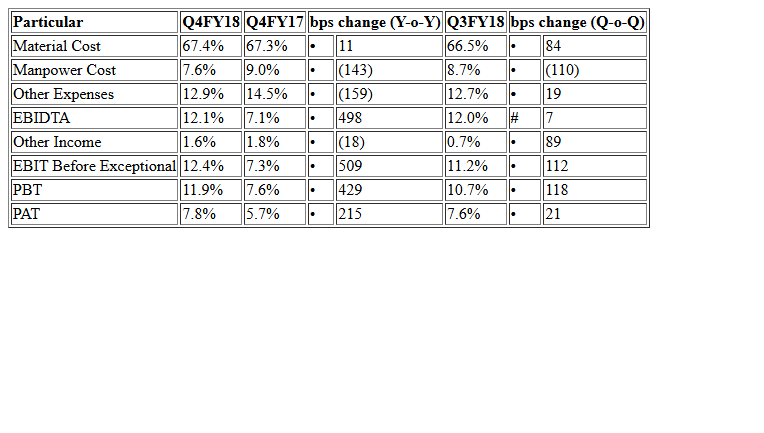 Particular Q4FY18 Q4FY17 bps change (Y-o-Y) Q3FY18 bps change (Q-o-Q)
Material Cost 67.4% 67.3% • 11 66.5% • 84
Manpower Cost 7.6% 9.0% • (143) 8.7% • (110)
Other Expenses 12.9% 14.5% • (159) 12.7% • 19
EBIDTA 12.1% 7.1% • 498 12.0% # 7
Other Income 1.6% 1.8% • (18) 0.7% • 89
EBIT Before Exceptional 12.4% 7.3% • 509 11.2% • 112
PBT 11.9% 7.6% • 429 10.7% • 118
PAT 7.8% 5.7% • 215 7.6% • 21